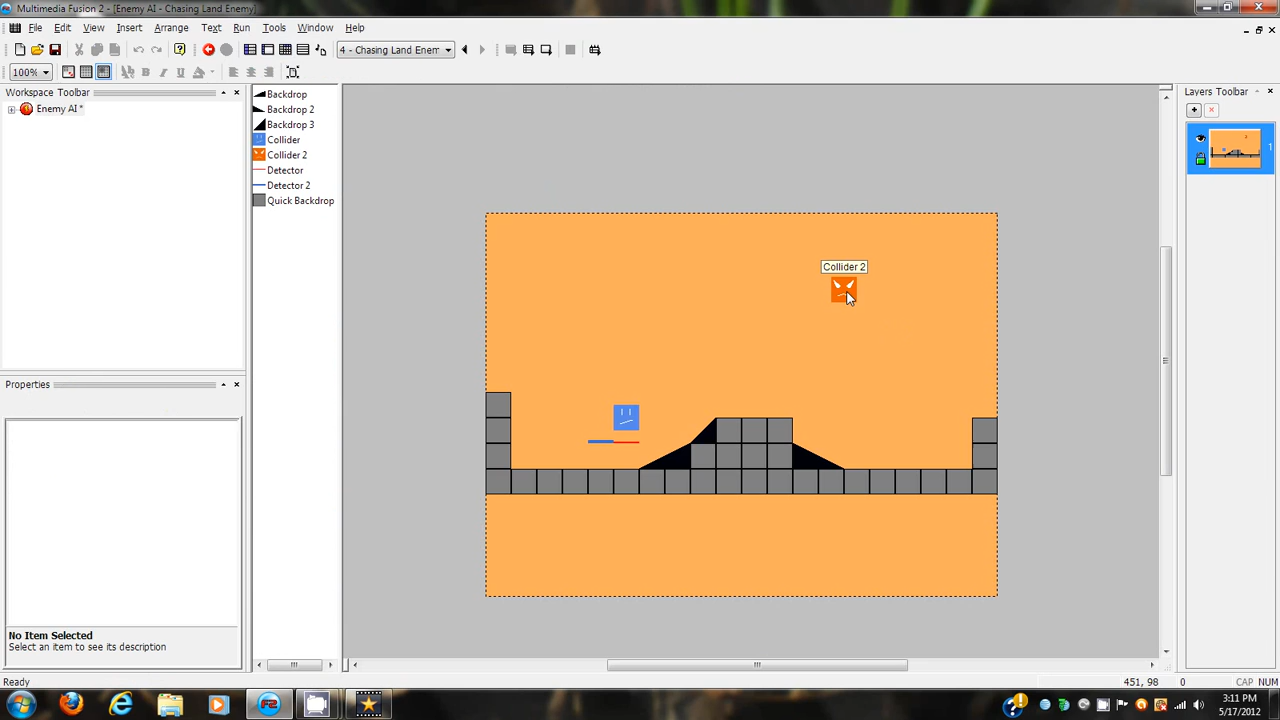 Multimedia Fusion 2 - [Enemy AI - Chasing Land Enemy]
File Edit View Insert Arrange Text Run Tools Window Help
4 - Chasing Land Enem
100% B I U A
Workspace Toolbar
Enemy AI *
Properties
No Item Selected
Select an item to see its description
Backdrop
Backdrop 2
Backdrop 3
Collider
Collider 2
Detector
Detector 2
Quick Backdrop
Collider 2
Layers Toolbar
1
Ready
451, 98 0 CAP NUM
3:11 PM
5/17/2012